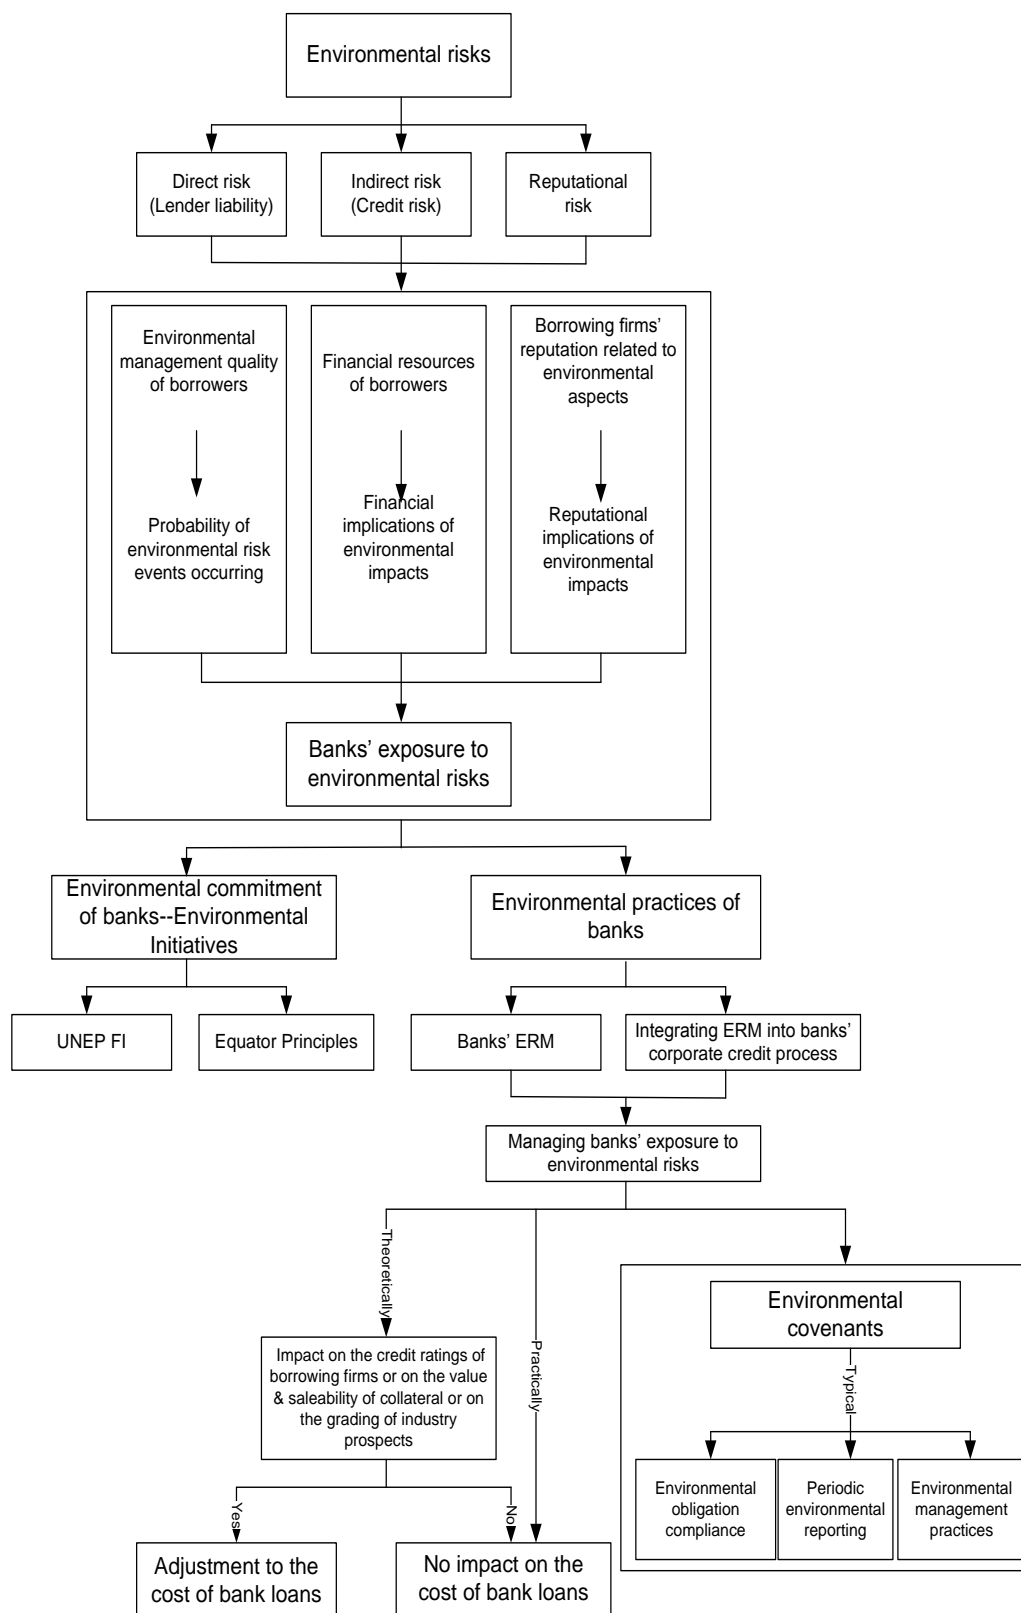 Environmental risks
Direct risk
(Lender liability)
Indirect risk
(Credit risk)
Reputational
risk
Environmental
management quality
of borrowers
Financial resources
of borrowers
Borrowing firms’
reputation related to
environmental
aspects
Probability of
environmental risk
events occurring
Financial
implications of
environmental
impacts
Reputational
implications of
environmental
impacts
Banks’ exposure to
environmental risks
Environmental commitment
of banks--Environmental
Initiatives
Environmental practices of
banks
UNEP FI
Equator Principles
Banks’ ERM
Integrating ERM into banks’
corporate credit process
Managing banks’ exposure to
environmental risks
Theoretically
Practically
Environmental
covenants
Typical
Impact on the credit ratings of
borrowing firms or on the value
& saleability of collateral or on
the grading of industry
prospects
Environmental
obligation
compliance
Periodic
environmental
reporting
Environmental
management
practices
Yes
No
Adjustment to the
cost of bank loans
No impact on the
cost of bank loans